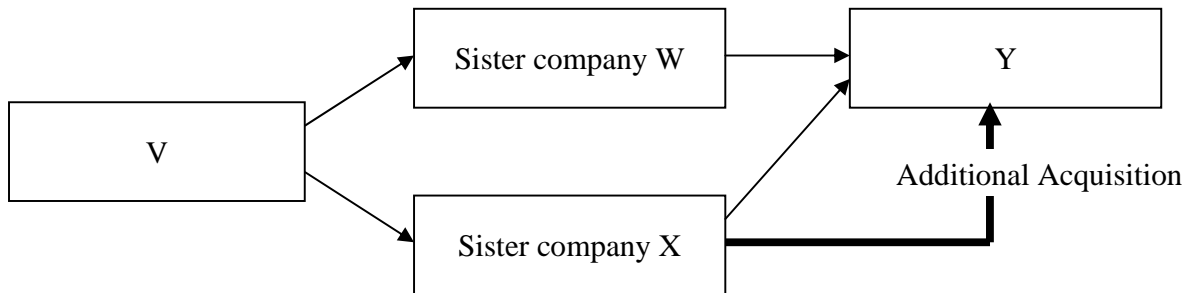 Sister company W
Y
V
Additional Acquisition
Sister company X